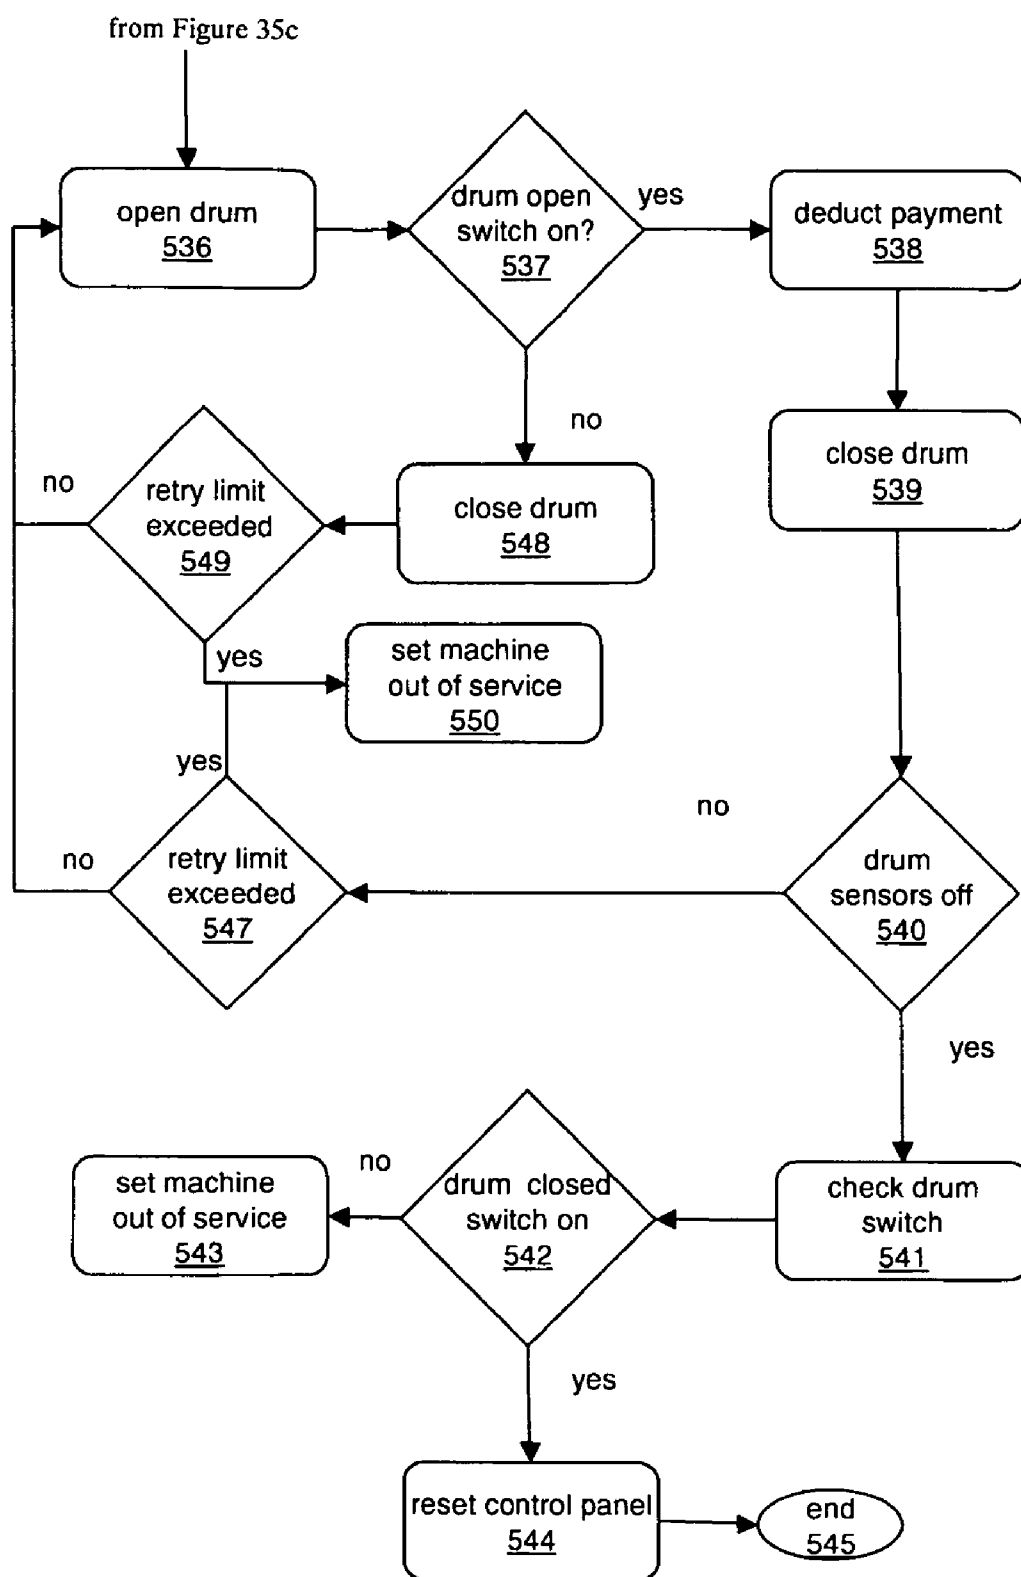 from Figure 35c
open drum
536
drum open
switch on?
537
yes
deduct payment
538
no
close drum
539
no
retry limit
exceeded
549
close drum
548
yes
set machine
out of service
550
yes
no
no
retry limit
exceeded
547
drum
sensors off
540
yes
set machine
out of service
543
no
drum closed
switch on
542
check drum
switch
541
yes
reset control panel
544
end
545